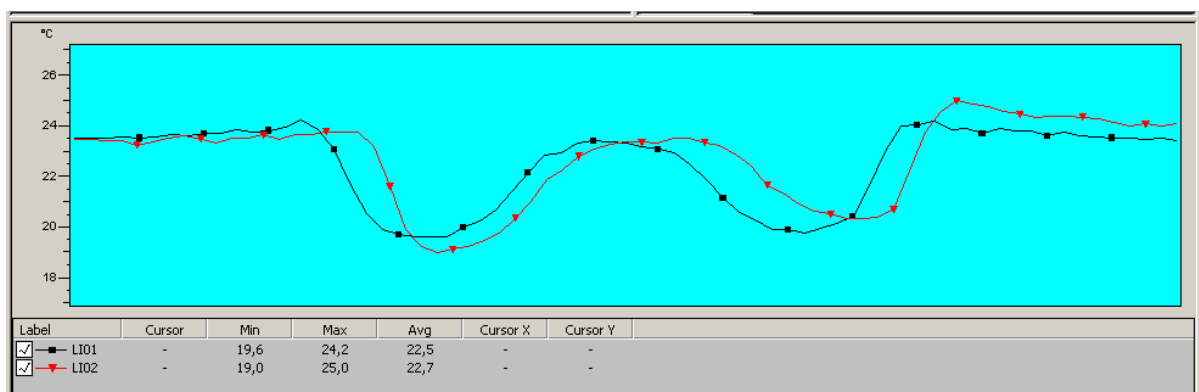 °C
26
24
22
20
18
Label Cursor Min Max Avg Cursor X Cursor Y
LI01 - 19,6 24,2 22,5 - -
LI02 - 19,0 25,0 22,7 - -